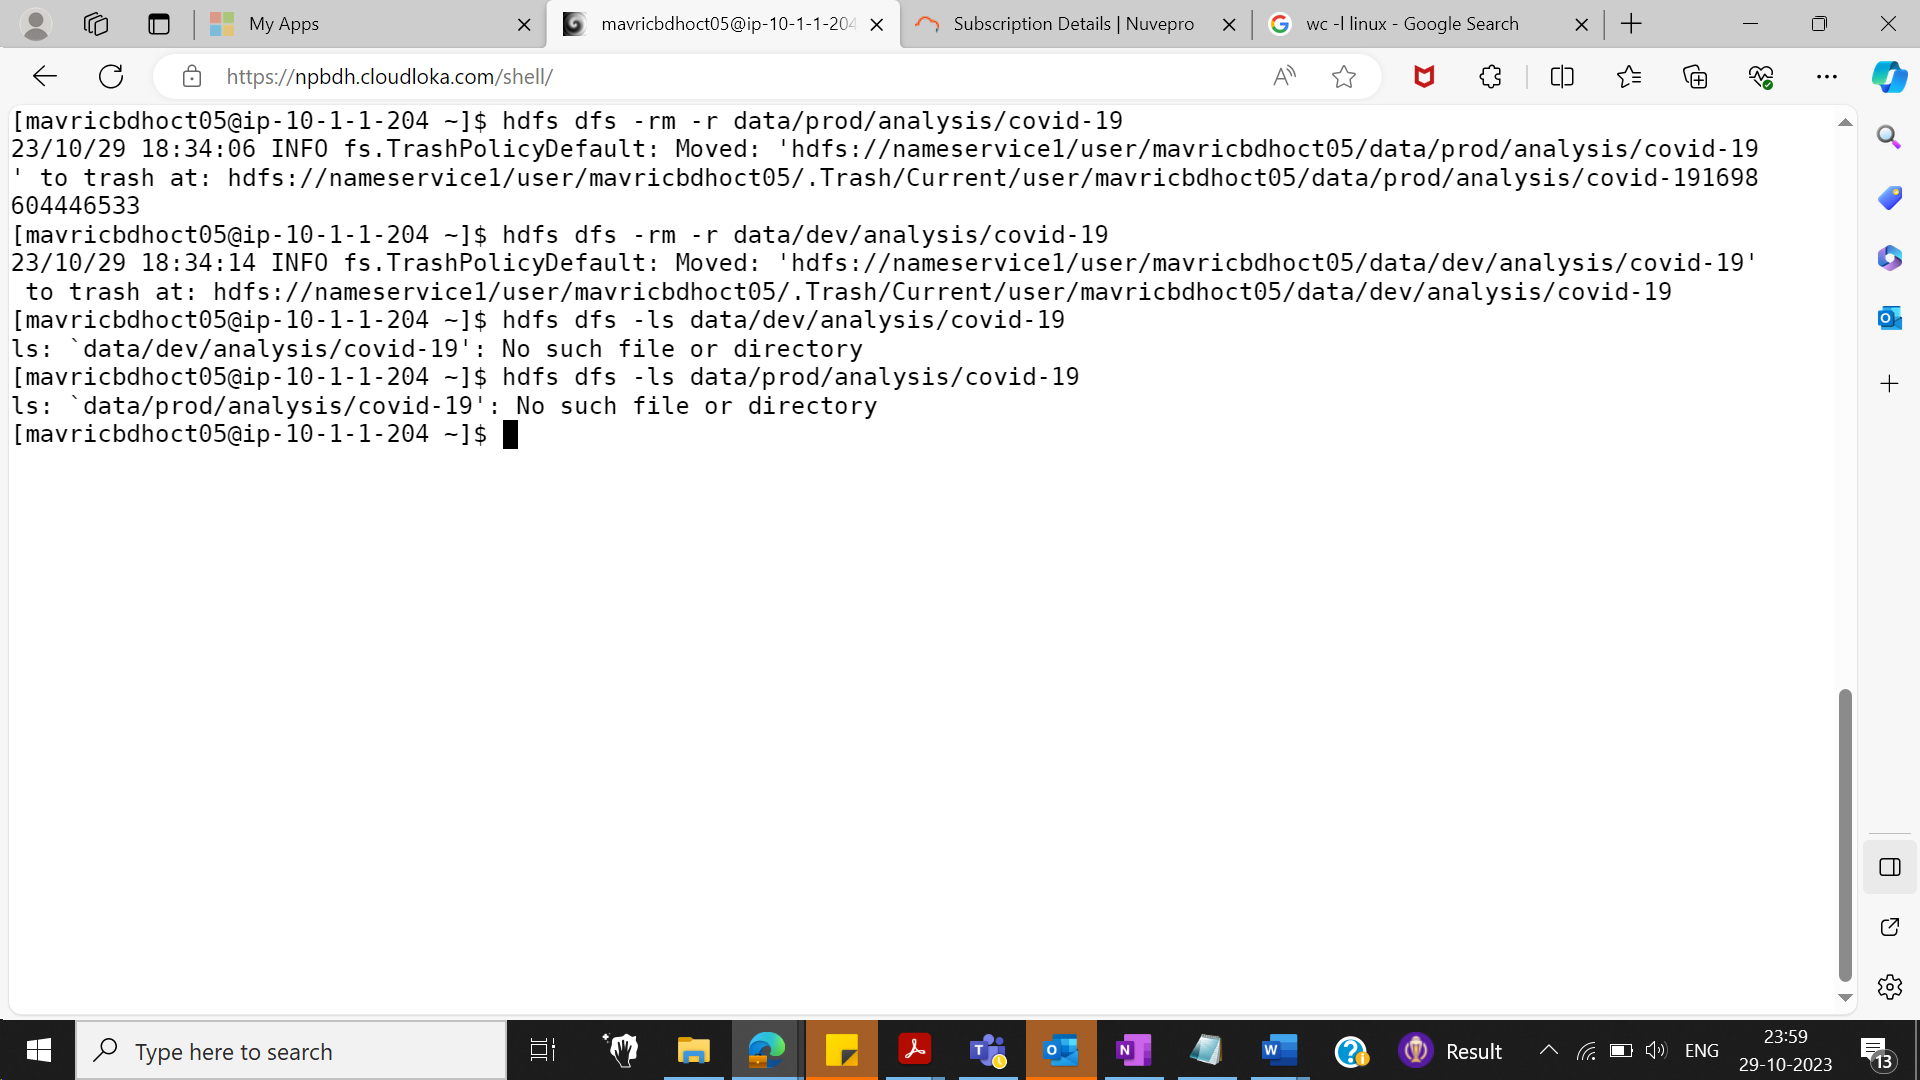 My Apps
mavricbdhoct05@ip-10-1-1-204
Subscription Details | Nuvepro
wc -l linux - Google Search
https://npbdh.cloudloka.com/shell/
[mavricbdhoct05@ip-10-1-1-204 ~]$ hdfs dfs -rm -r data/prod/analysis/covid-19
23/10/29 18:34:06 INFO fs.TrashPolicyDefault: Moved: 'hdfs://nameservice1/user/mavricbdhoct05/data/prod/analysis/covid-19
' to trash at: hdfs://nameservice1/user/mavricbdhoct05/.Trash/Current/user/mavricbdhoct05/data/prod/analysis/covid-191698
604446533
[mavricbdhoct05@ip-10-1-1-204 ~]$ hdfs dfs -rm -r data/dev/analysis/covid-19
23/10/29 18:34:14 INFO fs.TrashPolicyDefault: Moved: 'hdfs://nameservice1/user/mavricbdhoct05/data/dev/analysis/covid-19'
 to trash at: hdfs://nameservice1/user/mavricbdhoct05/.Trash/Current/user/mavricbdhoct05/data/dev/analysis/covid-19
[mavricbdhoct05@ip-10-1-1-204 ~]$ hdfs dfs -ls data/dev/analysis/covid-19
ls: `data/dev/analysis/covid-19': No such file or directory
[mavricbdhoct05@ip-10-1-1-204 ~]$ hdfs dfs -ls data/prod/analysis/covid-19
ls: `data/prod/analysis/covid-19': No such file or directory
[mavricbdhoct05@ip-10-1-1-204 ~]$
Type here to search
Result
ENG
23:59
29-10-2023
13